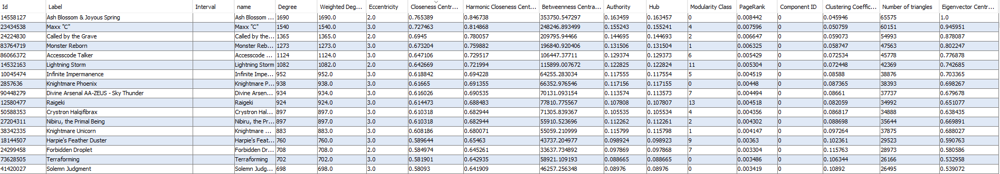 Id Label Interval name Degree Weighted Deg... Eccentricity Closeness Centr... Harmonic Closeness Cent... Betweenness Centra... Authority Hub Modularity Class PageRank Component ID Clustering Coeffic... Number of triangles Eigenvector Centr...
14558127 Ash Blossom & Joyous Spring Ash Blossom ... 1690 1690.0 2.0 0.765389 0.846738 353750.547297 0.163459 0.163457 0 0.008442 0 0.045946 65575 1.0
23434538 Maxx "C" Maxx "C" 1540 1540.0 3.0 0.727463 0.814868 248246.893499 0.155243 0.155241 4 0.007596 0 0.050759 60151 0.945951
24224830 Called by the Grave Called by the... 1365 1365.0 2.0 0.6945 0.780057 209795.94466 0.144695 0.144693 2 0.006647 0 0.059073 54993 0.878087
83764719 Monster Reborn Monster Reb... 1273 1273.0 3.0 0.673204 0.759882 196840.920406 0.131506 0.131504 1 0.006325 0 0.058747 47563 0.802247
86066372 Accesscode Talker Accesscode ... 1124 1124.0 3.0 0.647106 0.729517 106447.37711 0.129374 0.129373 6 0.005429 0 0.072534 45778 0.776878
14532163 Lightning Storm Lightning Storm 1082 1082.0 3.0 0.642669 0.721994 115899.007672 0.122825 0.122824 11 0.005304 0 0.072448 42369 0.742685
10045474 Infinite Impermanence Infinite Impe... 952 952.0 3.0 0.618842 0.694228 64255.283034 0.117555 0.117554 5 0.004519 0 0.08588 38876 0.703365
2857636 Knightmare Phoenix Knightmare P... 938 938.0 3.0 0.61665 0.691355 66352.976546 0.117156 0.117155 0 0.00448 0 0.087365 38393 0.698267
90448279 Divine Arsenal AA-ZEUS - Sky Thunder Divine Arsen... 934 934.0 3.0 0.616026 0.690535 70131.093154 0.113574 0.113573 7 0.004494 0 0.08661 37737 0.679678
12580477 Raigeki Raigeki 924 924.0 3.0 0.614473 0.688483 77810.775567 0.107808 0.107807 13 0.004518 0 0.082059 34992 0.651077
50588353 Crystron Halqifibrax Crystron Hal... 897 897.0 3.0 0.610318 0.682944 71305.839367 0.105535 0.105534 4 0.004356 0 0.086817 34888 0.638435
27204311 Nibiru, the Primal Being Nibiru, the Pr... 897 897.0 3.0 0.610318 0.682944 55910.523696 0.112262 0.112261 2 0.004302 0 0.088698 35644 0.669891
38342335 Knightmare Unicorn Knightmare ... 883 883.0 3.0 0.608186 0.680071 55059.210999 0.115799 0.115798 1 0.004147 0 0.097264 37875 0.688027
18144507 Harpie's Feather Duster Harpie's Feat... 760 760.0 3.0 0.589644 0.65463 43737.204977 0.098924 0.098923 9 0.00363 0 0.102361 29523 0.590763
24299458 Forbidden Droplet Forbidden Dr... 708 708.0 2.0 0.584974 0.645261 33637.734892 0.097869 0.097868 7 0.003304 0 0.115763 28973 0.580586
73628505 Terraforming Terraforming 702 702.0 3.0 0.581901 0.642935 58921.109193 0.088665 0.088665 0 0.003486 0 0.106344 26166 0.532958
41420027 Solemn Judgment Solemn Judg... 698 698.0 3.0 0.58093 0.641909 46257.256348 0.08976 0.08976 0 0.003419 0 0.10892 26495 0.539072